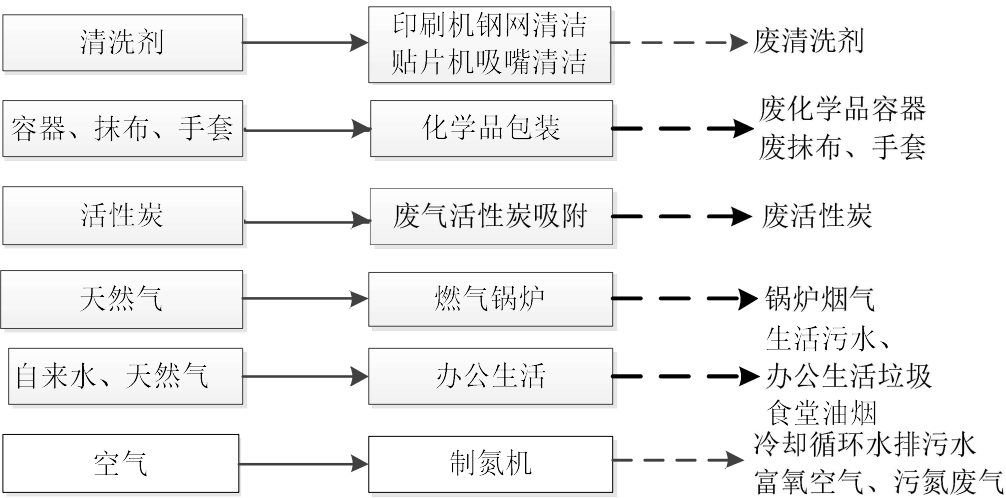 清洗剂
印刷机钢网清洁
贴片机吸嘴清洁
废清洗剂
容器、抹布、手套
化学品包装
废化学品容器
废抹布、手套
活性炭
废气活性炭吸附
废活性炭
天然气
燃气锅炉
锅炉烟气
自来水、天然气
办公生活
生活污水、
办公生活垃圾
食堂油烟
空气
制氮机
冷却循环水排污水
富氧空气、污氮废气